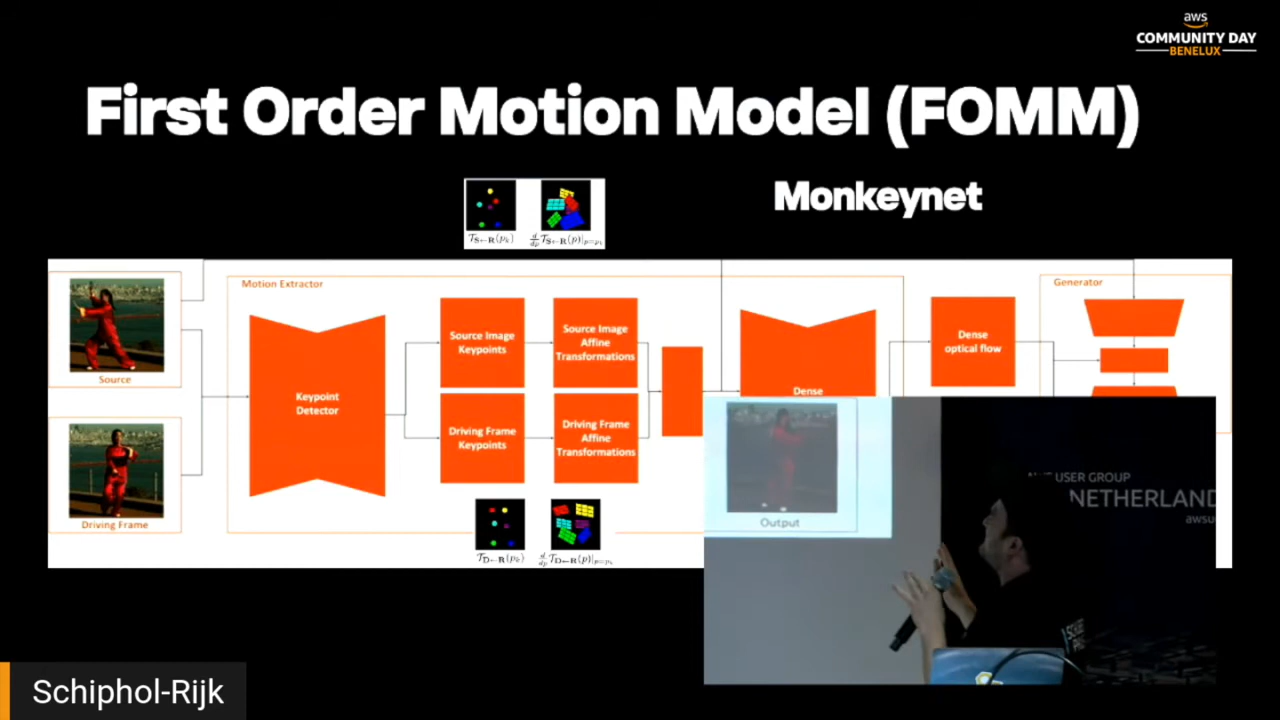 aws
COMMUNITY DAY
BENELUX
First Order Motion Model (FOMM)
Monkeynet
Motion Extractor
Generator
Source
Driving Frame
Keypoint
Detector
Source Image
Keypoints
Source Image
Affine
Transformations
Driving Frame
Keypoints
Driving Frame
Affine
Transformations
Dense
Dense
optical flow
Output
USER GROUP
NETHERLAND
awsu
Schiphol-Rijk